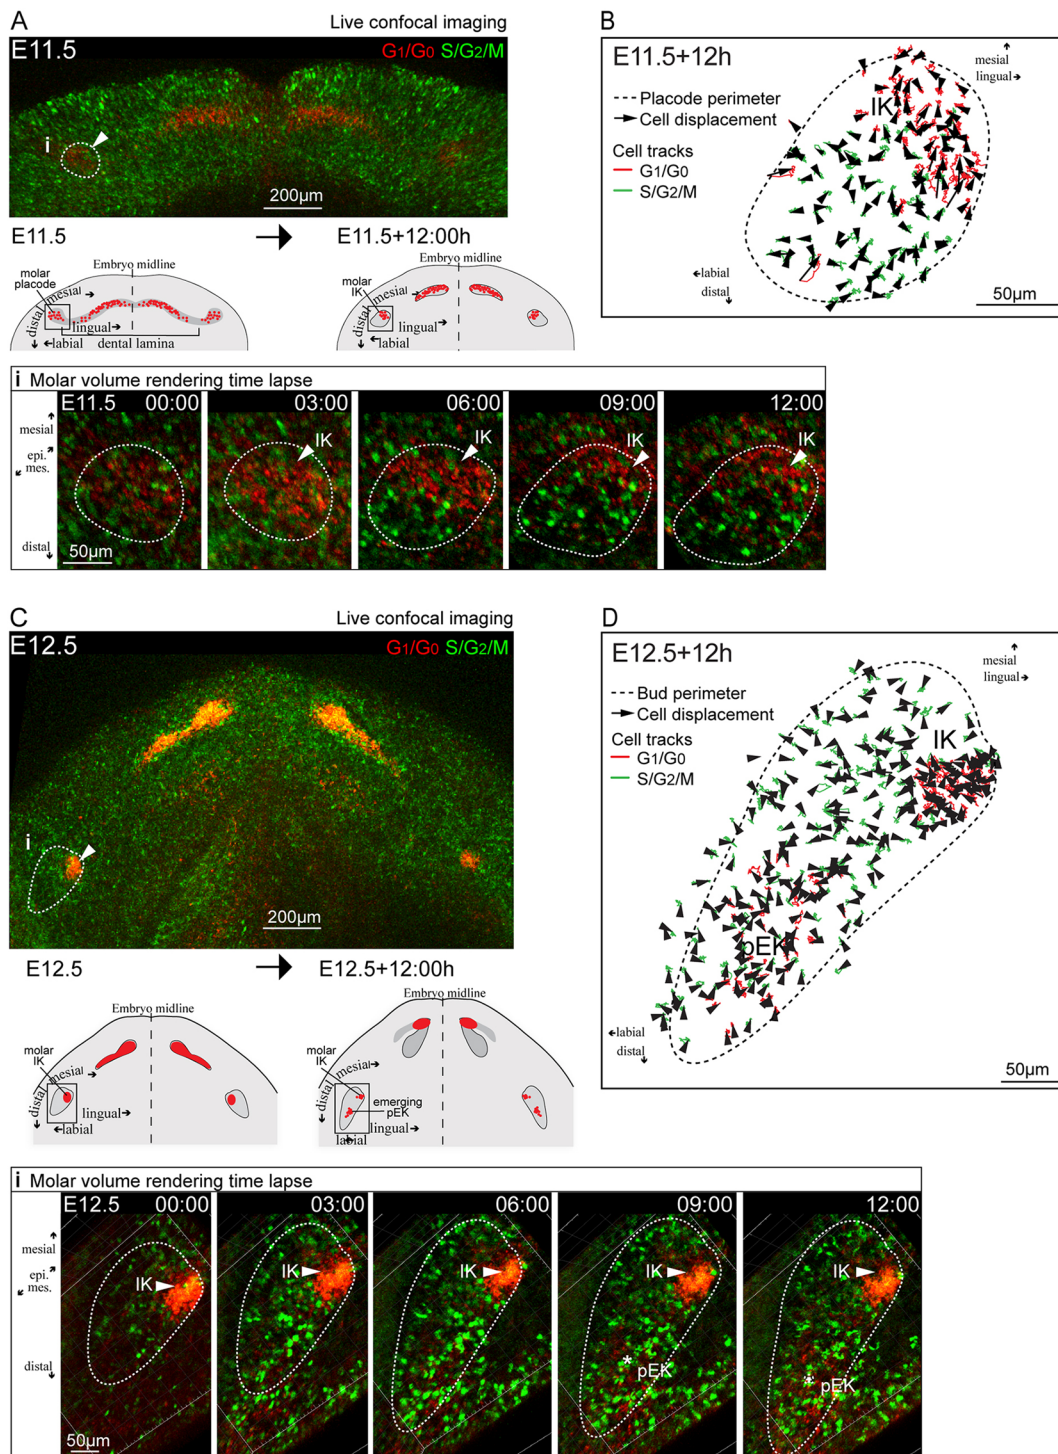 A
Live confocal imaging
E11.5
G1/G0 S/G2/M
i
200µm
E11.5
E11.5+12:00h
Embryo midline
molar
placode
mesial
distal
lingual
labial
dental lamina
Embryo midline
molar
IK
mesial
distal
lingual
labial
i Molar volume rendering time lapse
mesial
epi.
mes.
distal
E11.5 00:00
50µm
03:00
IK
06:00
IK
09:00
IK
12:00
IK
B
E11.5+12h
mesial
lingual
Placode perimeter
Cell displacement
Cell tracks
G1/G0
S/G2/M
IK
labial
distal
50µm
C
Live confocal imaging
E12.5
G1/G0 S/G2/M
i
200µm
E12.5
E12.5+12:00h
Embryo midline
molar
IK
mesial
distal
lingual
labial
Embryo midline
molar
IK
mesial
distal
emerging
pEK
lingual
labial
i Molar volume rendering time lapse
mesial
epi.
mes.
distal
E12.5 00:00
IK
50µm
03:00
IK
06:00
IK
09:00
IK
* pEK
12:00
IK
* pEK
D
E12.5+12h
mesial
lingual
Bud perimeter
Cell displacement
Cell tracks
G1/G0
S/G2/M
IK
pEK
labial
distal
50µm